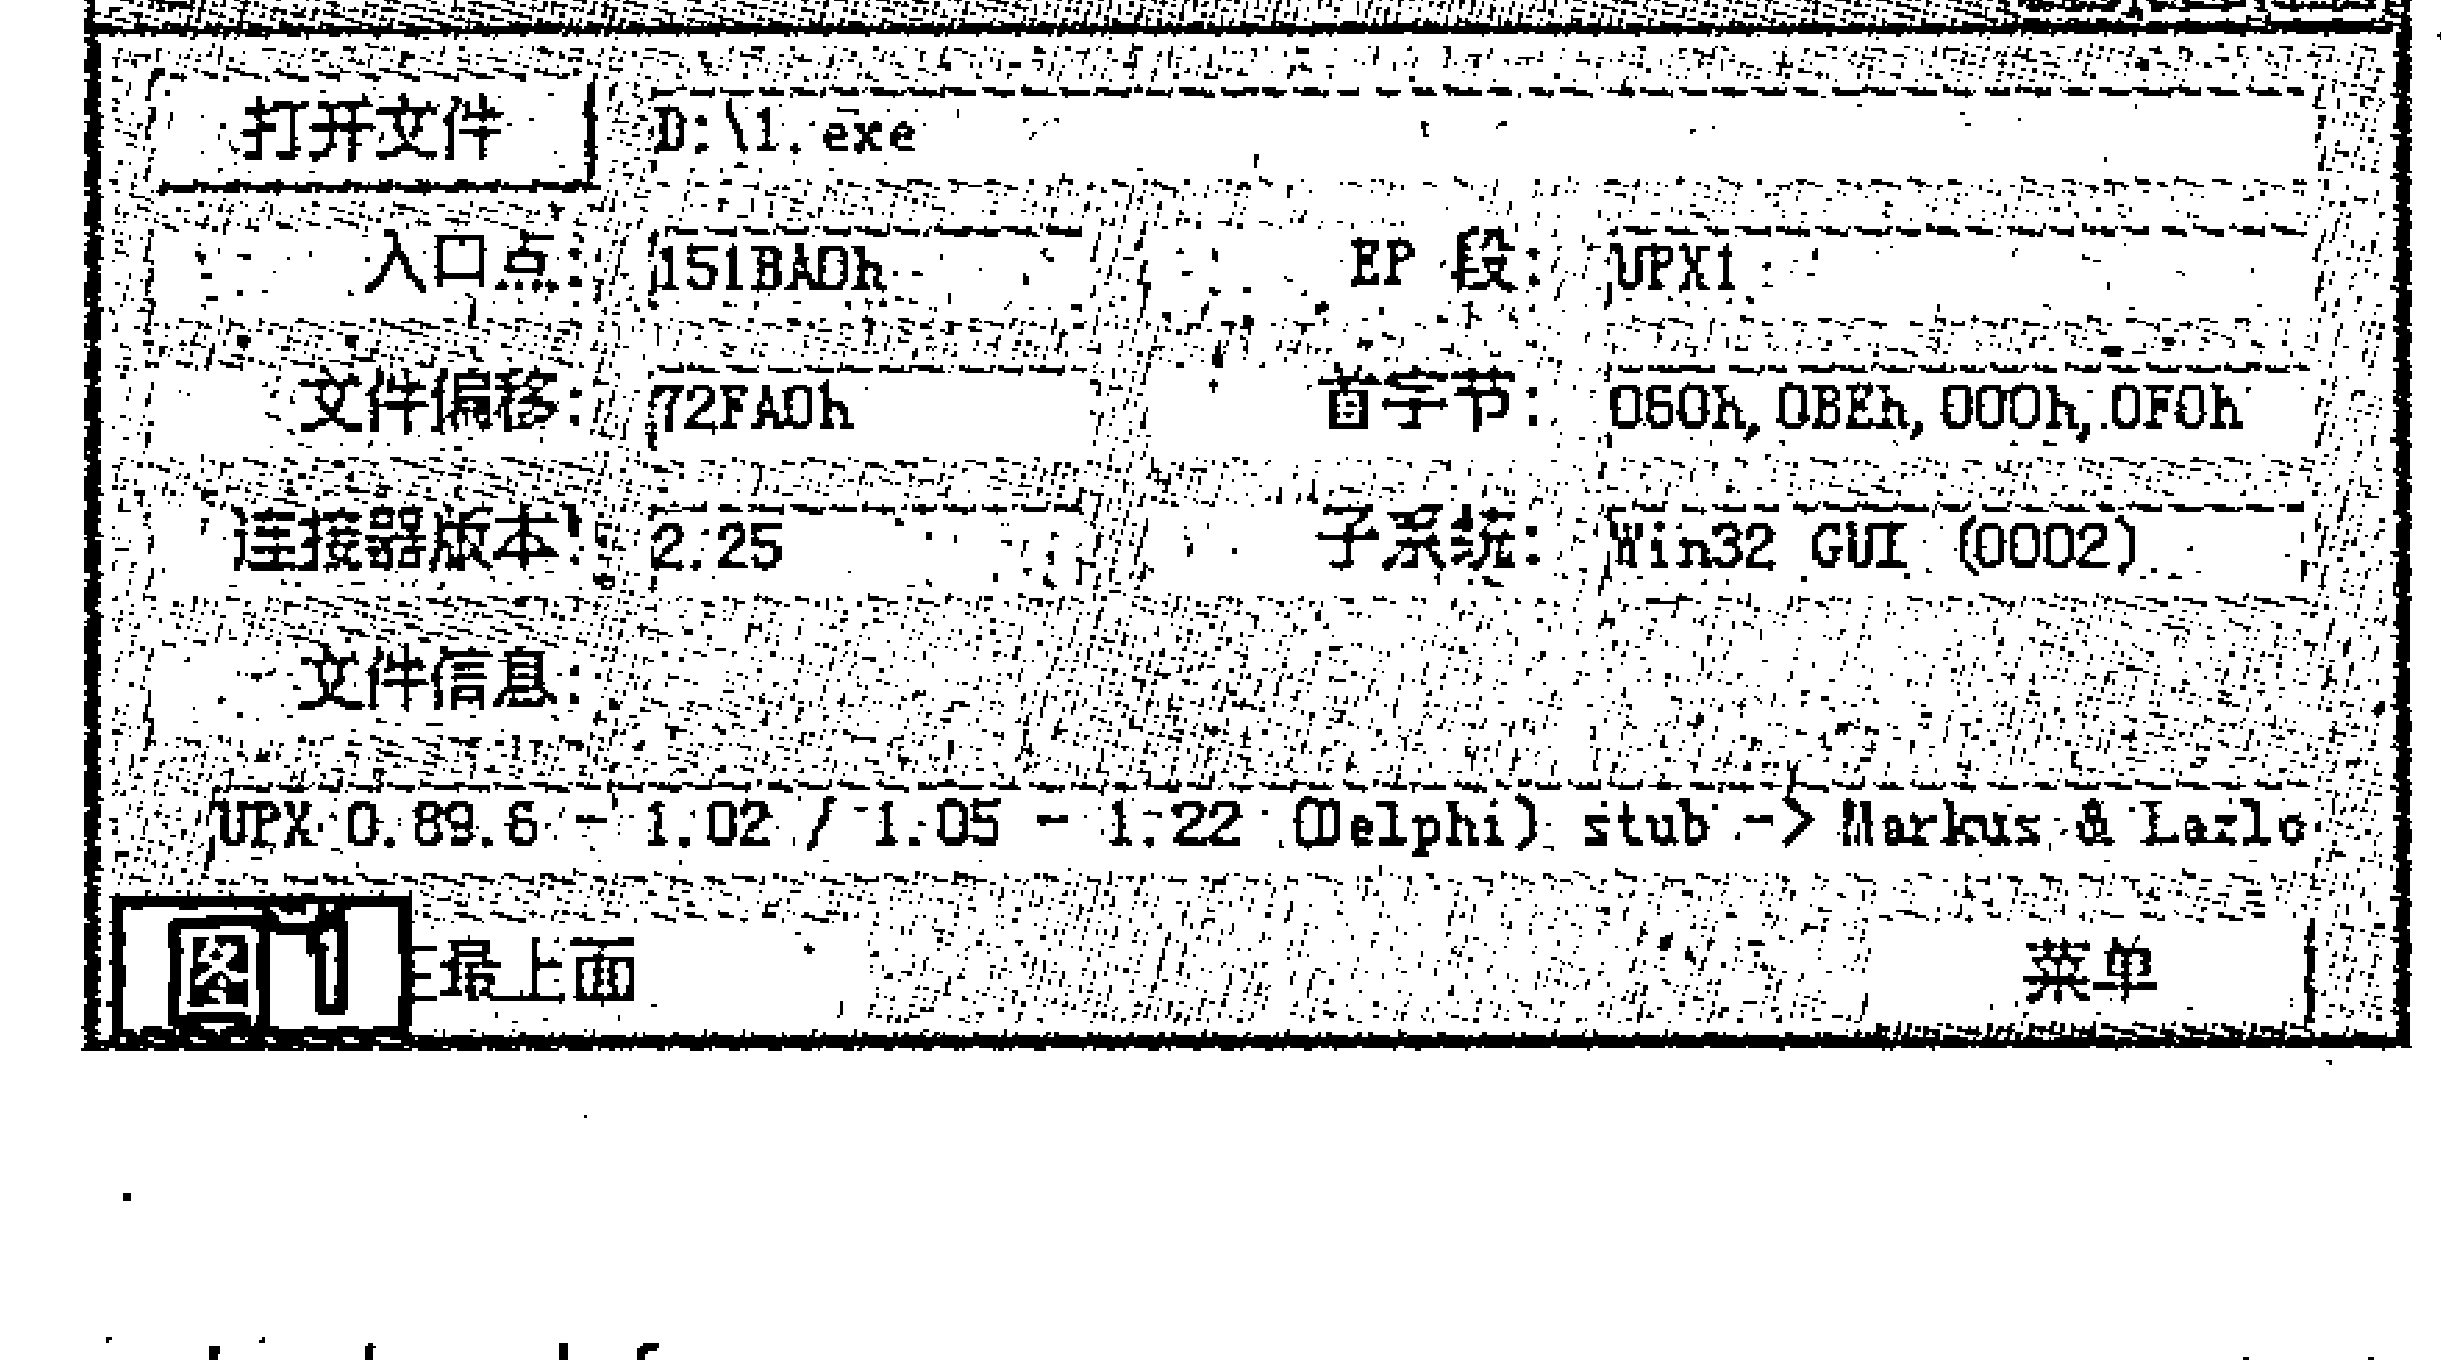 打开文件 D:\1.exe
入口点: 151BA0h EP 段: UPX1
文件偏移: 72FA0h 首字节: 060h, 0BEh, 000h, 0F0h
连接器版本: 2.25 子系统: Win32 GUI (0002)
文件信息:
UPX 0.89.6 - 1.02 / 1.05 - 1.22 (Delphi) stub -> Markus & Lazlo
图1 最上面 菜单